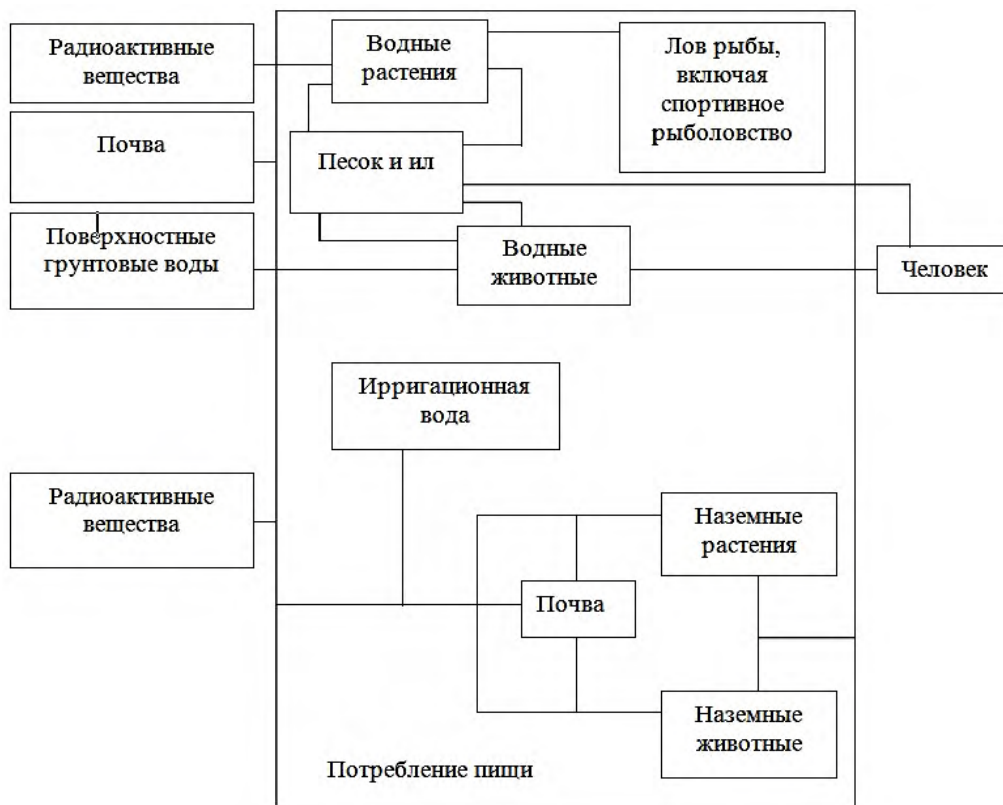 Радиоактивные
вещества
Водные
растения
Лов рыбы,
включая
спортивное
рыболовство
Почва
Песок и ил
Поверхностные
грунтовые воды
Водные
животные
Человек
Ирригационная
вода
Радиоактивные
вещества
Наземные
растения
Почва
Наземные
животные
Потребление пищи